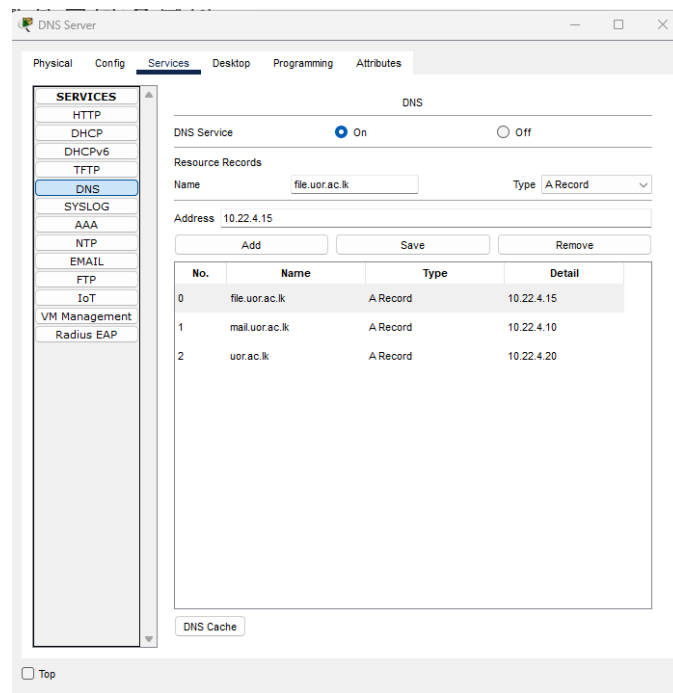 DNS Server
Physical Config Services Desktop Programming Attributes
SERVICES
HTTP
DHCP
DHCPv6
TFTP
DNS
SYSLOG
AAA
NTP
EMAIL
FTP
IoT
VM Management
Radius EAP
DNS
DNS Service On Off
Resource Records
Name file.uor.ac.lk Type A Record
Address 10.22.4.15
Add Save Remove
No. Name Type Detail
0 file.uor.ac.lk A Record 10.22.4.15
1 mail.uor.ac.lk A Record 10.22.4.10
2 uor.ac.lk A Record 10.22.4.20
DNS Cache
Top